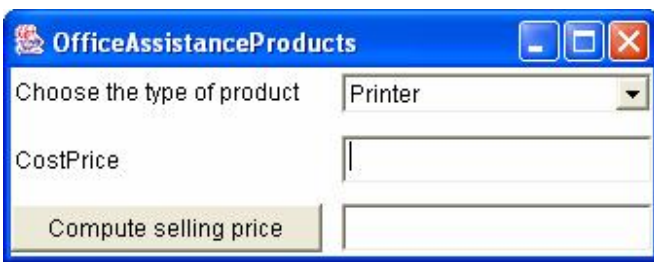 OfficeAssistanceProducts
Choose the type of product Printer
CostPrice
Compute selling price